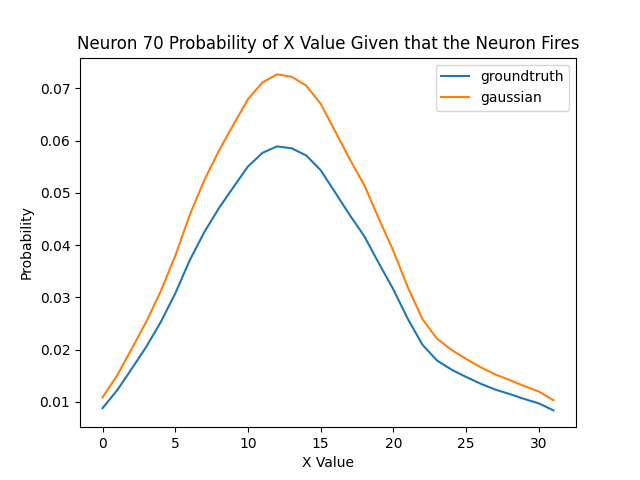 Neuron 70 Probability of X Value Given that the Neuron Fires
groundtruth
gaussian
0.07
0.06
0.05
0.04
0.03
0.02
0.01
Probability
0 5 10 15 20 25 30
X Value